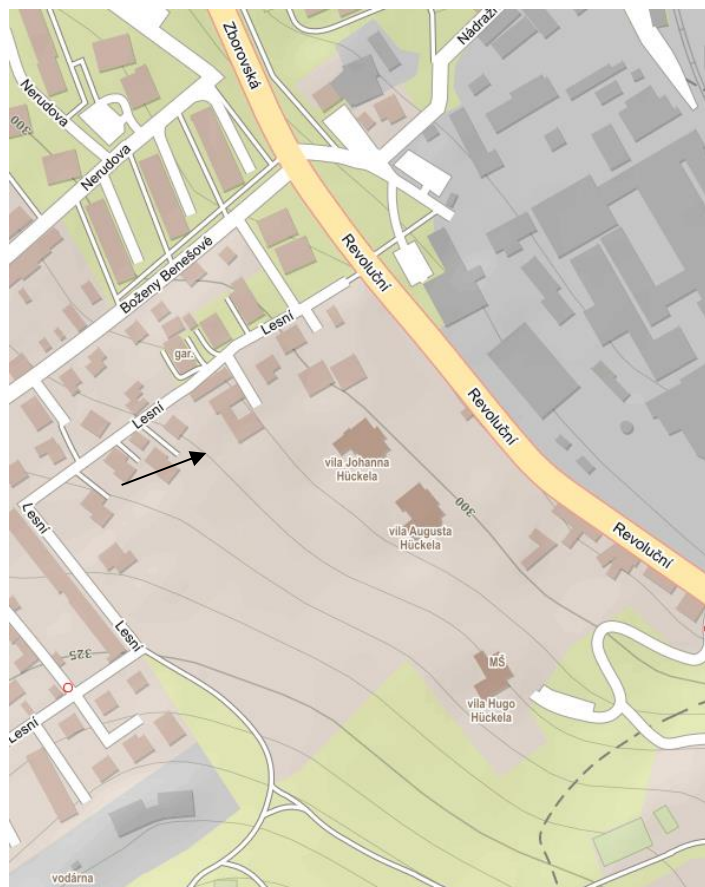 Zborovská
Nádraží
Nerudova
300
Nerudova
Boženy Benešové
Revoluční
Lesní
gar.
Revoluční
Lesní
vila Johanna
Hückela
300
vila Augusta
Hückela
Lesní
Revoluční
Lesní
325
MŠ
vila Hugo
Hückela
Lesní
vodárna